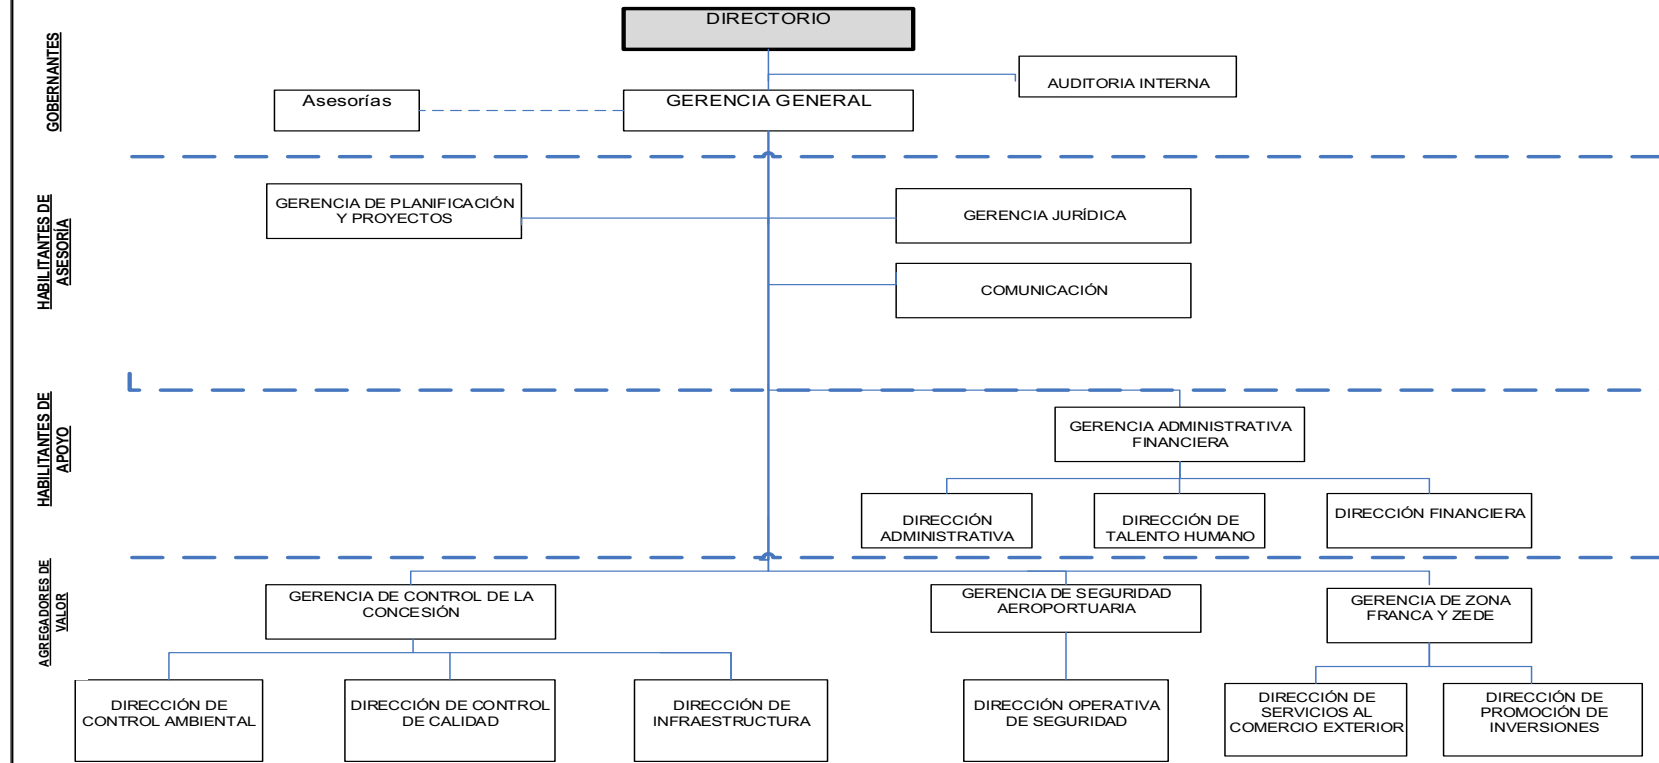 DIRECTORIO
GOBERNANTES
AUDITORIA INTERNA
Asesorías
GERENCIA GENERAL
HABILITANTES DE
ASESORÍA
GERENCIA DE PLANIFICACIÓN
Y PROYECTOS
GERENCIA JURÍDICA
COMUNICACIÓN
HABILITANTES DE
APOYO
GERENCIA ADMINISTRATIVA
FINANCIERA
DIRECCIÓN
ADMINISTRATIVA
DIRECCIÓN DE
TALENTO HUMANO
DIRECCIÓN FINANCIERA
AGREGADORES DE
VALOR
GERENCIA DE CONTROL DE LA
CONCESIÓN
GERENCIA DE SEGURIDAD
AEROPORTUARIA
GERENCIA DE ZONA
FRANCA Y ZEDE
DIRECCIÓN DE
CONTROL AMBIENTAL
DIRECCIÓN DE CONTROL
DE CALIDAD
DIRECCIÓN DE
INFRAESTRUCTURA
DIRECCIÓN OPERATIVA
DE SEGURIDAD
DIRECCIÓN DE
SERVICIOS AL
COMERCIO EXTERIOR
DIRECCIÓN DE
PROMOCIÓN DE
INVERSIONES